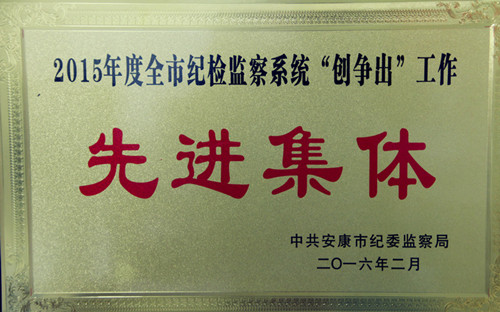 2015年度全市纪检监察系统“创争出”工作
先进集体
中共安康市纪委监察局
二〇一六年二月